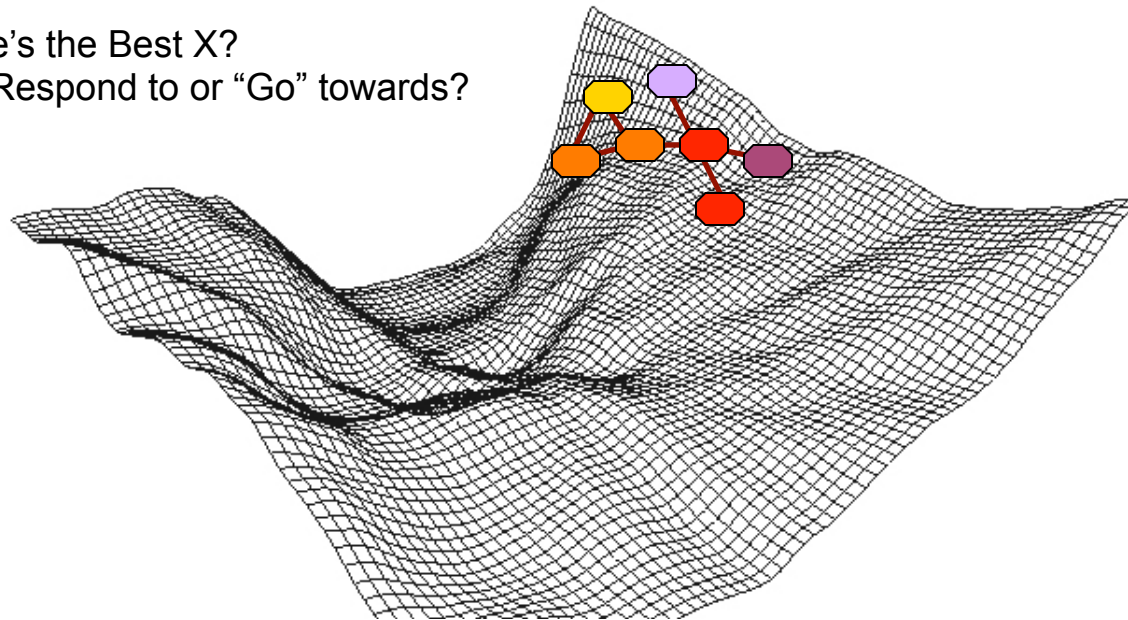 e's the Best X?
Respond to or “Go” towards?